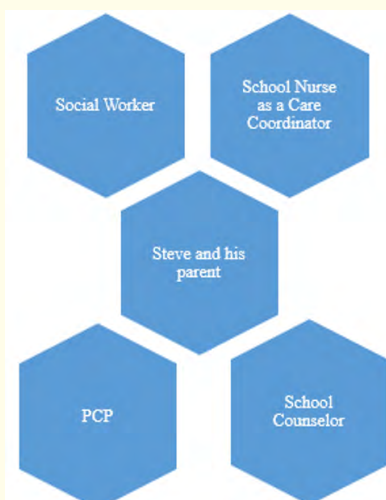 Social Worker
School Nurse
as a Care
Coordinator
Steve and his
parent
PCP
School
Counselor